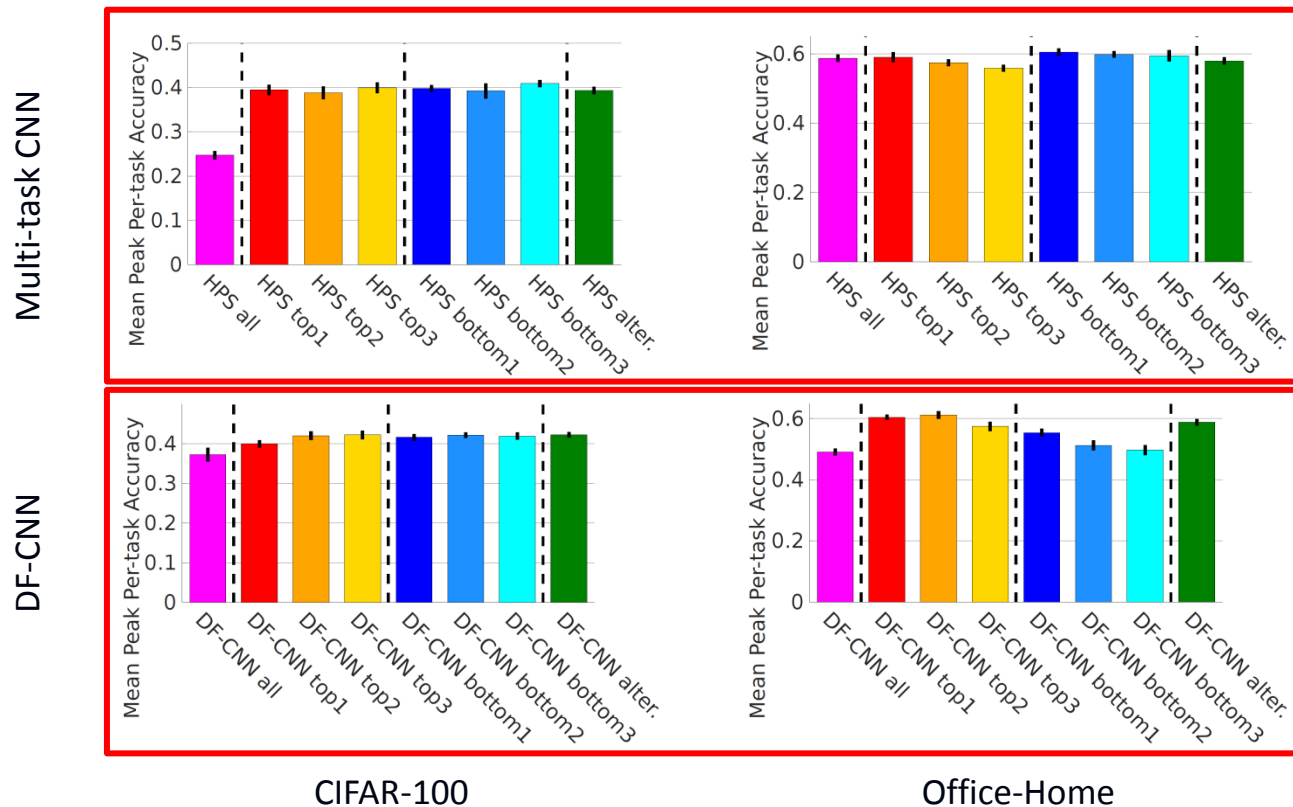 Multi-task CNN
Mean Peak Per-task Accuracy
0.5
0.4
0.3
0.2
0.1
0
HPS all
HPS top1
HPS top2
HPS top3
HPS bottom1
HPS bottom2
HPS bottom3
HPS alter.
Mean Peak Per-task Accuracy
0.6
0.4
0.2
0
HPS all
HPS top1
HPS top2
HPS top3
HPS bottom1
HPS bottom2
HPS bottom3
HPS alter.
DF-CNN
Mean Peak Per-task Accuracy
0.4
0.3
0.2
0.1
0
DF-CNN all
DF-CNN top1
DF-CNN top2
DF-CNN top3
DF-CNN bottom1
DF-CNN bottom2
DF-CNN bottom3
DF-CNN alter.
Mean Peak Per-task Accuracy
0.6
0.4
0.2
0
DF-CNN all
DF-CNN top1
DF-CNN top2
DF-CNN top3
DF-CNN bottom1
DF-CNN bottom2
DF-CNN bottom3
DF-CNN alter.
CIFAR-100
Office-Home